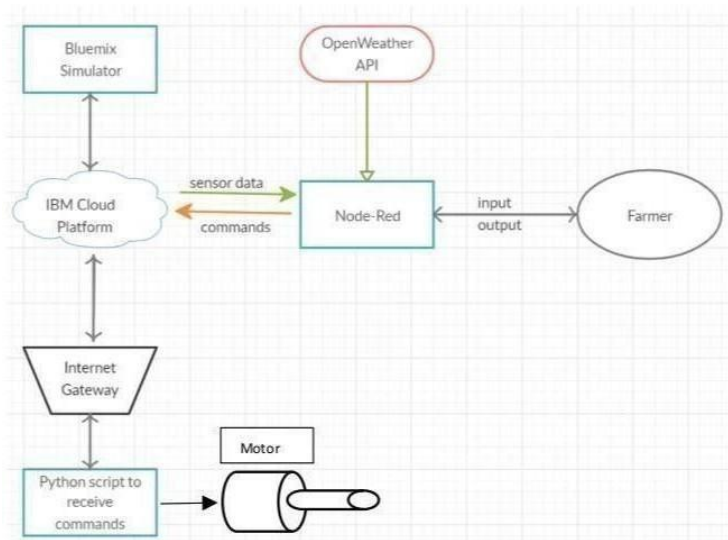 Bluemix
Simulator
OpenWeather
API
IBM Cloud
Platform
sensor data
commands
Node-Red
input
output
Farmer
Internet
Gateway
Motor
Python script to
receive
commands